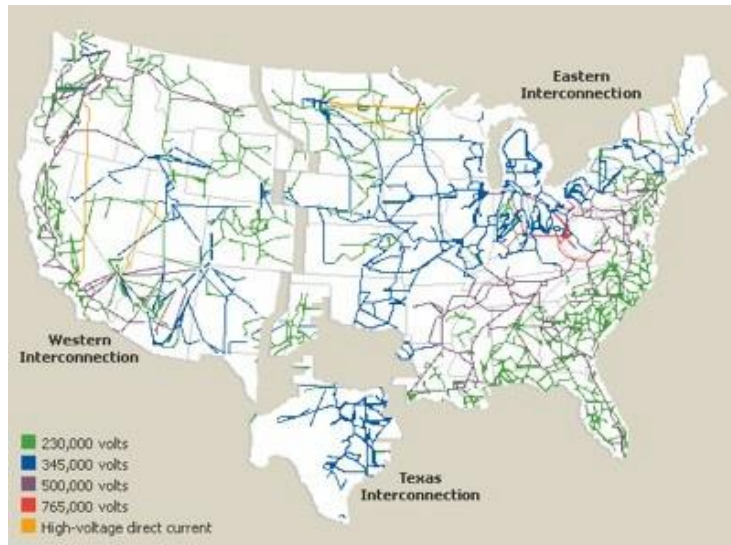 Eastern
Interconnection
Western
Interconnection
Texas
Interconnection
230,000 volts
345,000 volts
500,000 volts
765,000 volts
High-voltage direct current